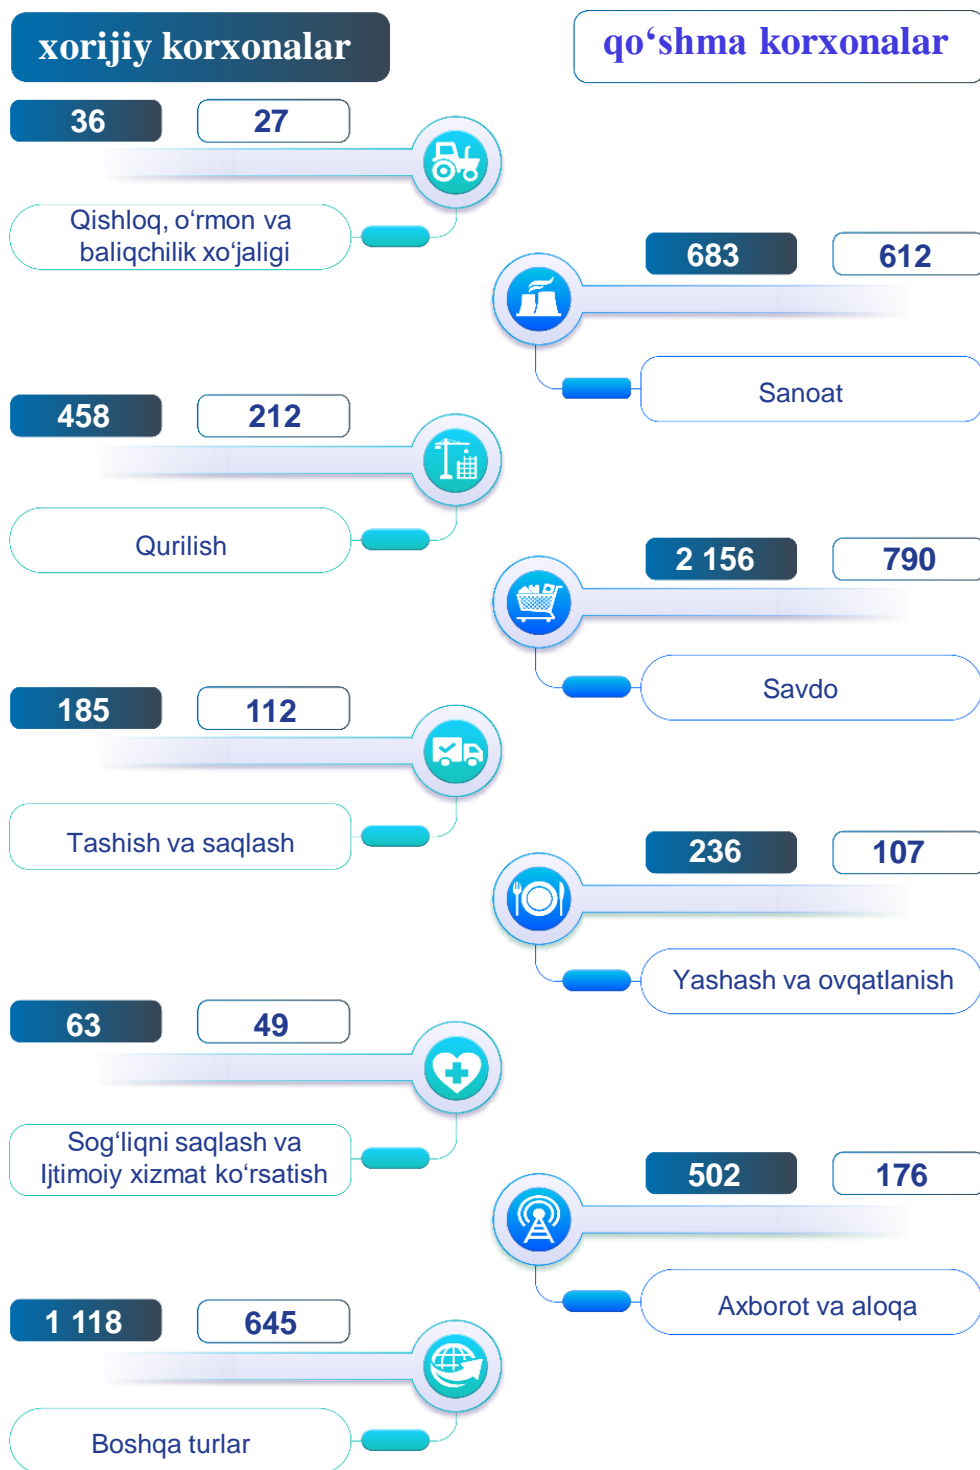 xorijiy korxonalar
qo‘shma korxonalar
36
27
Qishloq, o‘rmon va
baliqchilik xo‘jaligi
683
612
Sanoat
458
212
Qurilish
2 156
790
Savdo
185
112
Tashish va saqlash
236
107
Yashash va ovqatlanish
63
49
Sog‘liqni saqlash va
Ijtimoiy xizmat ko‘rsatish
502
176
Axborot va aloqa
1 118
645
Boshqa turlar